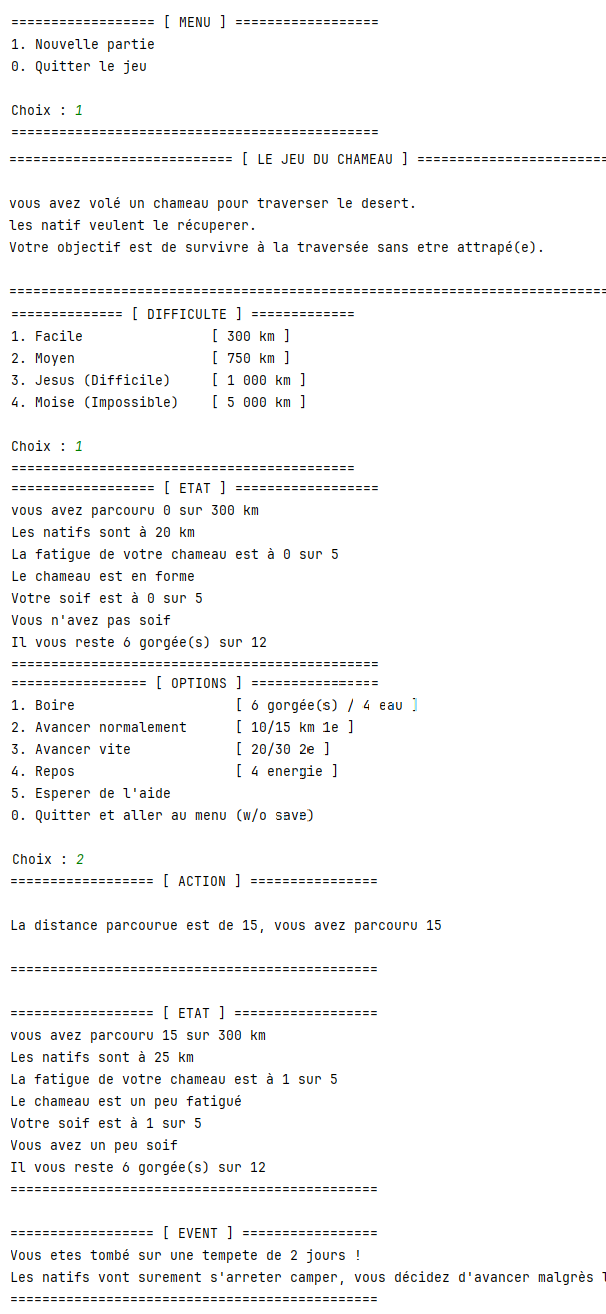 ================== [ MENU ] ==================
1. Nouvelle partie
0. Quitter le jeu
Choix : 1
==============================================
============================ [ LE JEU DU CHAMEAU ] ========================
vous avez volé un chameau pour traverser le desert.
les natif veulent le récuperer.
Votre objectif est de survivre à la traversée sans etre attrapé(e).
===========================================================================
============== [ DIFFICULTE ] =============
1. Facile [ 300 km ]
2. Moyen [ 750 km ]
3. Jesus (Difficile) [ 1 000 km ]
4. Moise (Impossible) [ 5 000 km ]
Choix : 1
===========================================
================== [ ETAT ] ==================
vous avez parcouru 0 sur 300 km
Les natifs sont à 20 km
La fatigue de votre chameau est à 0 sur 5
Le chameau est en forme
Votre soif est à 0 sur 5
Vous n'avez pas soif
Il vous reste 6 gorgée(s) sur 12
==============================================
================= [ OPTIONS ] ================
1. Boire [ 6 gorgée(s) / 4 eau ]
2. Avancer normalement [ 10/15 km 1e ]
3. Avancer vite [ 20/30 2e ]
4. Repos [ 4 energie ]
5. Esperer de l'aide
0. Quitter et aller au menu (w/o save)
Choix : 2
================== [ ACTION ] ================
La distance parcourue est de 15, vous avez parcouru 15
==============================================
================== [ ETAT ] ==================
vous avez parcouru 15 sur 300 km
Les natifs sont à 25 km
La fatigue de votre chameau est à 1 sur 5
Le chameau est un peu fatigué
Votre soif est à 1 sur 5
Vous avez un peu soif
Il vous reste 6 gorgée(s) sur 12
==============================================
================== [ EVENT ] =================
Vous etes tombé sur une tempete de 2 jours !
Les natifs vont surement s'arreter camper, vous décidez d'avancer malgrès
==============================================